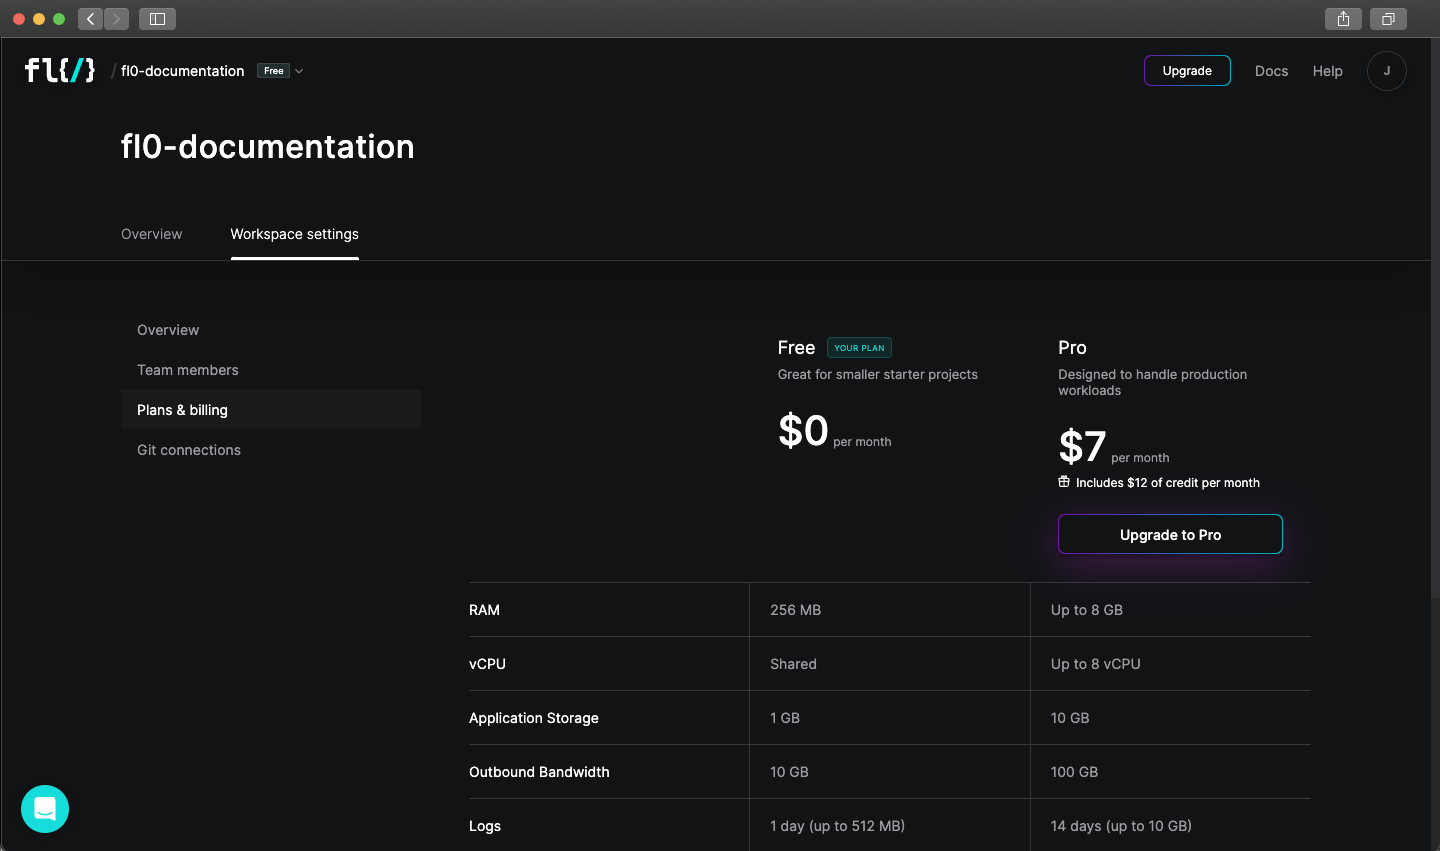 fl{/}
/ fl0-documentation Free
Upgrade Docs Help J
fl0-documentation
Overview Workspace settings
Overview
Team members
Plans & billing
Git connections
Free YOUR PLAN
Great for smaller starter projects
$0 per month
Pro
Designed to handle production
workloads
$7 per month
Includes $12 of credit per month
Upgrade to Pro
RAM 256 MB Up to 8 GB
vCPU Shared Up to 8 vCPU
Application Storage 1 GB 10 GB
Outbound Bandwidth 10 GB 100 GB
Logs 1 day (up to 512 MB) 14 days (up to 10 GB)